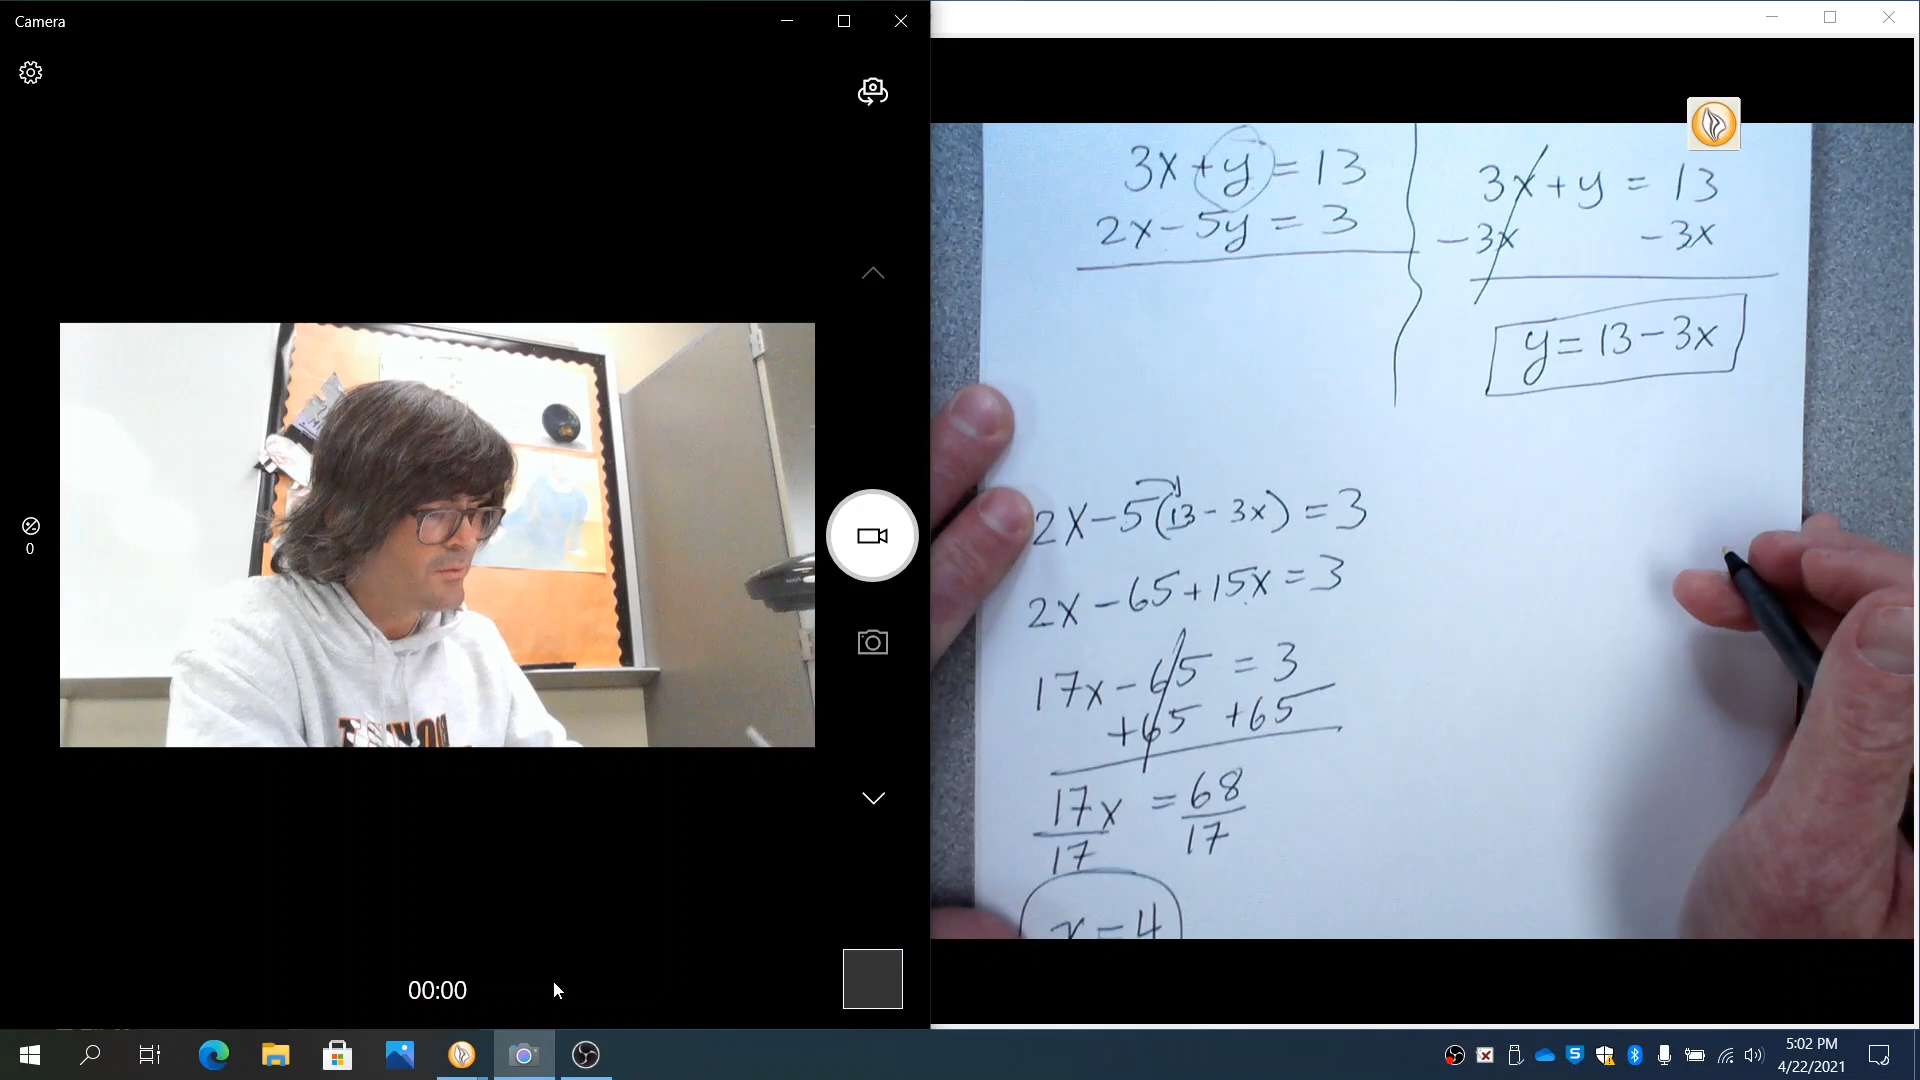 Camera
0
00:00
3x + y = 13
2x - 5y = 3
3x + y = 13
-3x -3x
y = 13 - 3x
2x - 5(13 - 3x) = 3
2x - 65 + 15x = 3
17x - 65 = 3
+65 +65
17x = 68
17 17
x = 4
5:02 PM
4/22/2021